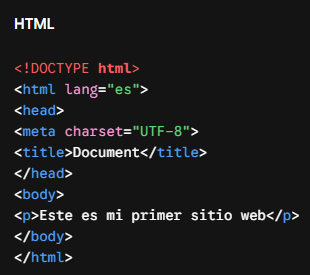 HTML
<!DOCTYPE html>
<html lang="es">
<head>
<meta charset="UTF-8">
<title>Document</title>
</head>
<body>
<p>Este es mi primer sitio web</p>
</body>
</html>